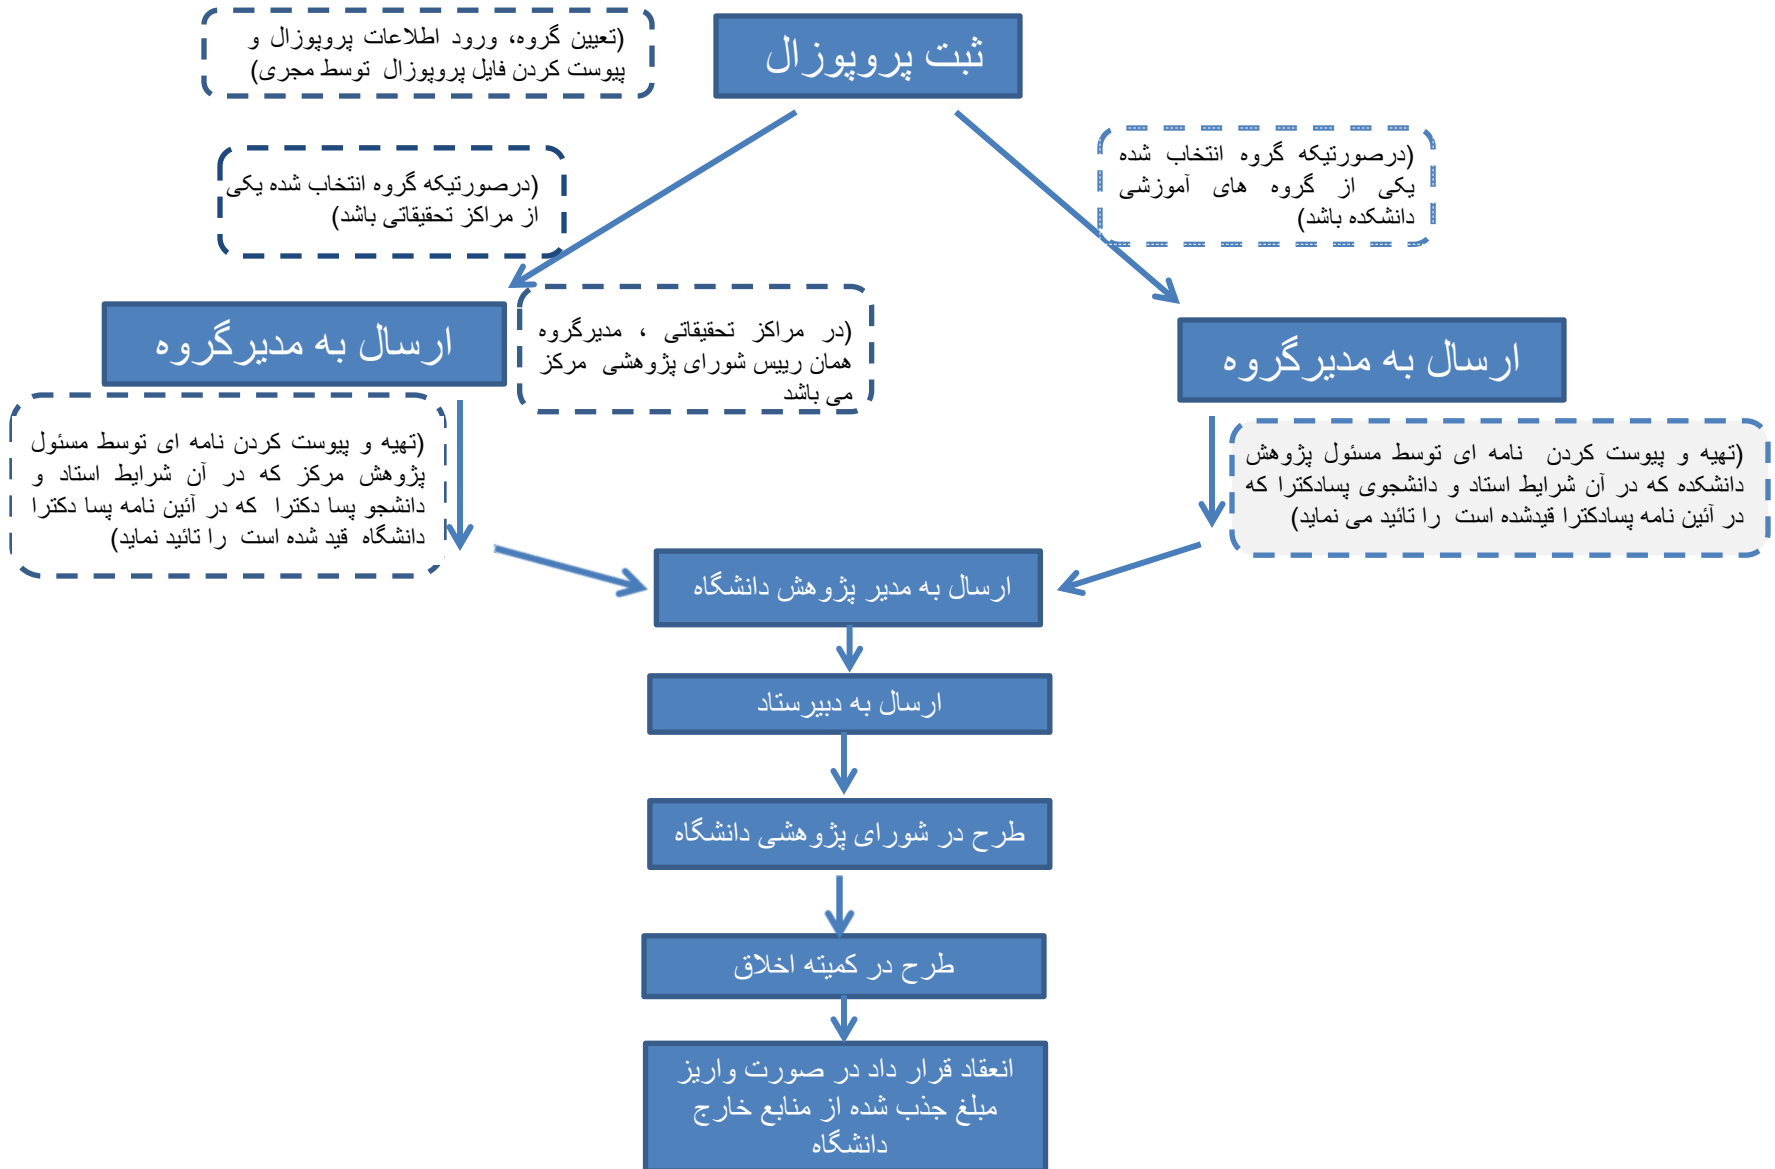 ثبت پروپوزال
(تعیین گروه، ورود اطلاعات پروپوزال و
پیوست کردن فایل پروپوزال توسط مجری)
(درصورتیکه گروه انتخاب شده
یکی از گروه های آموزشی
دانشکده باشد)
(درصورتیکه گروه انتخاب شده یکی
از مراکز تحقیقاتی باشد)
ارسال به مدیرگروه
(در مراکز تحقیقاتی ، مدیرگروه
همان رییس شورای پژوهشی مرکز
می باشد
ارسال به مدیرگروه
(تهیه و پیوست کردن نامه ای توسط مسئول پژوهش
دانشکده که در آن شرایط استاد و دانشجوی پسادکترا که
در آئین نامه پسادکترا قیدشده است را تائید می نماید)
(تهیه و پیوست کردن نامه ای توسط مسئول
پژوهش مرکز که در آن شرایط استاد و
دانشجو پسا دکترا که در آئین نامه پسا دکترا
دانشگاه قید شده است را تائید نماید)
ارسال به مدیر پژوهش دانشگاه
ارسال به دبیرستاد
طرح در شورای پژوهشی دانشگاه
طرح در کمیته اخلاق
انعقاد قرار داد در صورت واریز
مبلغ جذب شده از منابع خارج
دانشگاه